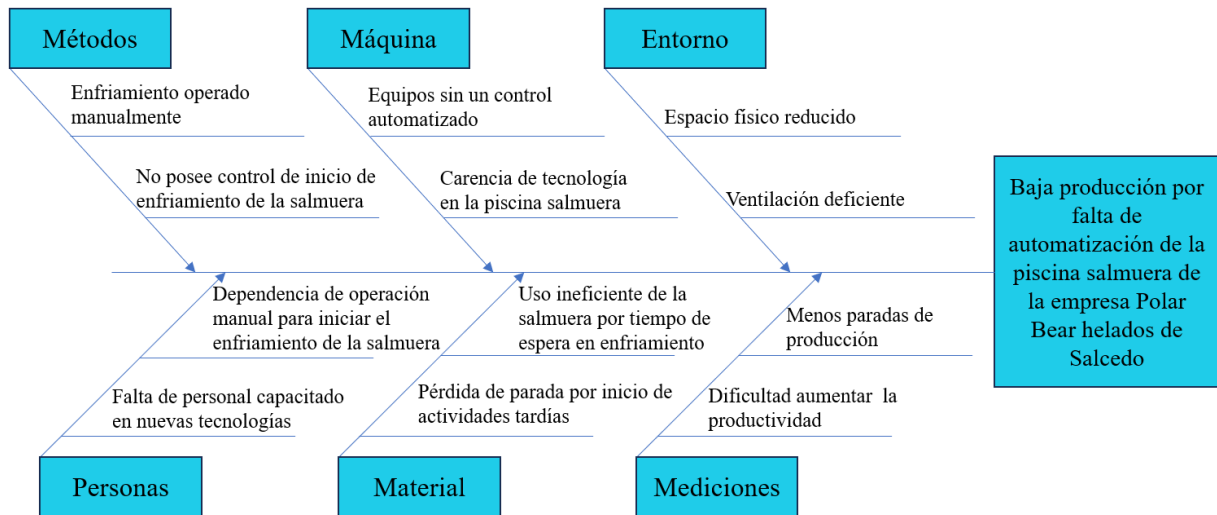 Métodos
Máquina
Entorno
Enfriamiento operado
manualmente
No posee control de inicio de
enfriamiento de la salmuera
Equipos sin un control
automatizado
Carencia de tecnología
en la piscina salmuera
Espacio físico reducido
Ventilación deficiente
Baja producción por
falta de
automatización de la
piscina salmuera de
la empresa Polar
Bear helados de
Salcedo
Dependencia de operación
manual para iniciar el
enfriamiento de la salmuera
Falta de personal capacitado
en nuevas tecnologías
Uso ineficiente de la
salmuera por tiempo de
espera en enfriamiento
Pérdida de parada por inicio de
actividades tardías
Menos paradas de
producción
Dificultad aumentar  la
productividad
Personas
Material
Mediciones